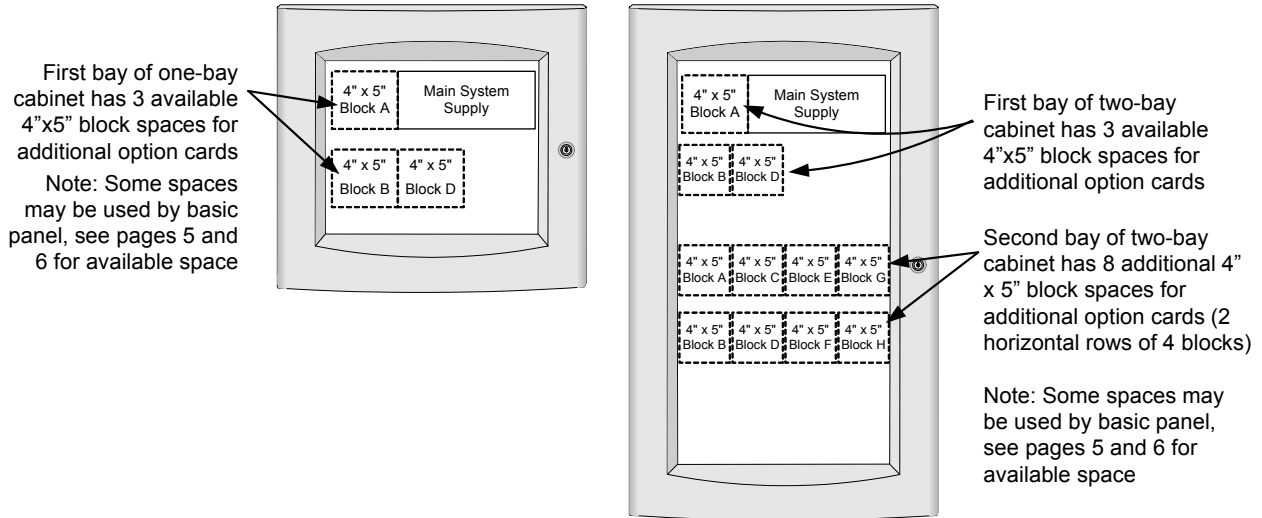 First bay of one-bay
cabinet has 3 available
4”x5” block spaces for
additional option cards
Note: Some spaces
may be used by basic
panel, see pages 5 and
6 for available space
4" x 5"
Block A
Main System
Supply
4" x 5"
Block B
4" x 5"
Block D
4" x 5"
Block A
Main System
Supply
4" x 5"
Block B
4" x 5"
Block D
4" x 5"
Block A
4" x 5"
Block C
4" x 5"
Block E
4" x 5"
Block G
4" x 5"
Block B
4" x 5"
Block D
4" x 5"
Block F
4" x 5"
Block H
First bay of two-bay
cabinet has 3 available
4”x5” block spaces for
additional option cards
Second bay of two-bay
cabinet has 8 additional 4”
x 5” block spaces for
additional option cards (2
horizontal rows of 4 blocks)
Note: Some spaces may
be used by basic panel,
see pages 5 and 6 for
available space